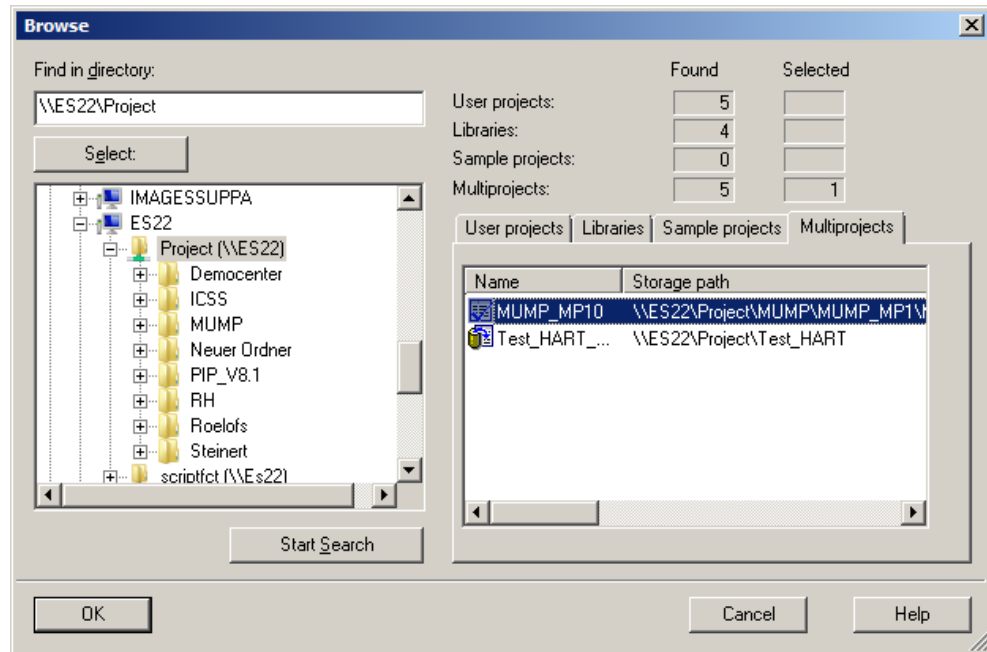 Browse
Find in directory:
\\ES22\Project
Select:
IMAGESSUPPA
ES22
Project (\\ES22)
Democenter
ICSS
MUMP
Neuer Ordner
PIP_V8.1
RH
Roelofs
Steinert
scriptfct (\\Es22)
Start Search
Found Selected
User projects: 5
Libraries: 4
Sample projects: 0
Multiprojects: 5 1
User projects Libraries Sample projects Multiprojects
Name Storage path
MUMP_MP10 \\ES22\Project\MUMP\MUMP_MP1\
Test_HART_... \\ES22\Project\Test_HART
OK Cancel Help